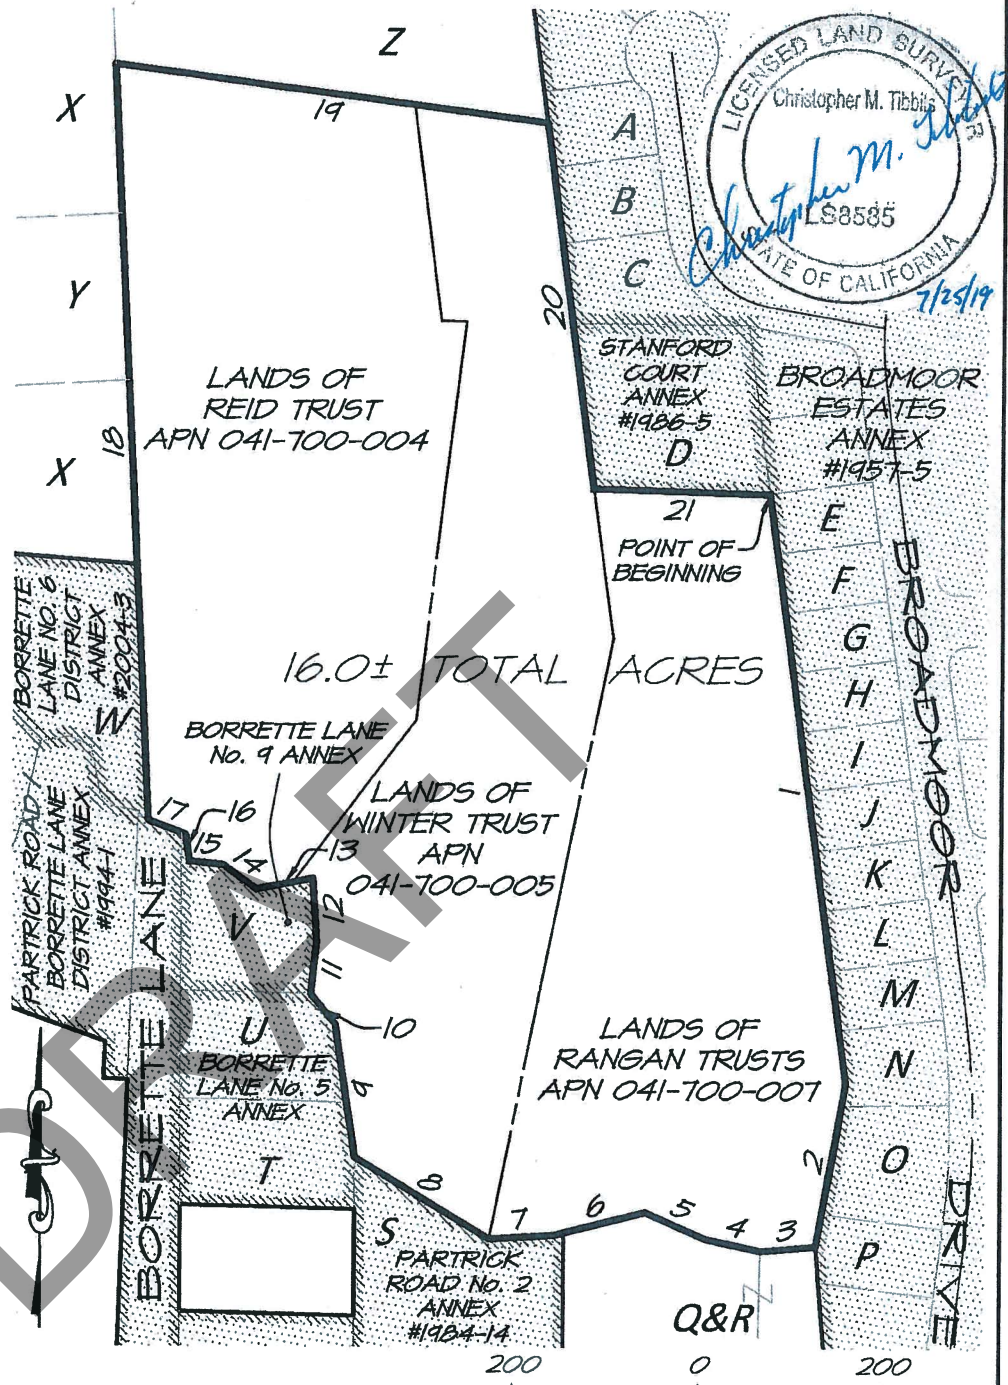 Z
X
19
LICENSED LAND SURVEYOR
Christopher M. Tibbits
Christopher M. Tibbits
LS8585
STATE OF CALIFORNIA
7/25/19
A
B
C
Y
20
STANFORD
COURT
ANNEX
#1986-5
D
LANDS OF
REID TRUST
APN 041-700-004
BROADMOOR
ESTATES
ANNEX
#1957-5
18
X
21
POINT OF
BEGINNING
E
F
G
H
I
J
K
L
M
N
O
P
BROADMOOR
DRIVE
BORRETTE
LANE NO. 6
DISTRICT
ANNEX
#2004-3
W
16.0± TOTAL ACRES
BORRETTE LANE
No. 9 ANNEX
1
PARTRICK ROAD /
BORRETTE LANE
DISTRICT ANNEX
#1994-1
17
16
15
14
13
LANDS OF
WINTER TRUST
APN
041-700-005
12
V
11
10
BORRETTE LANE
U
BORRETTE
LANE No. 5
ANNEX
9
LANDS OF
RANGAN TRUSTS
APN 041-700-007
T
8
2
7
6
5
4
3
S
PARTRICK
ROAD No. 2
ANNEX
#1984-14
Z
Q&R
200
0
200
DRAFT